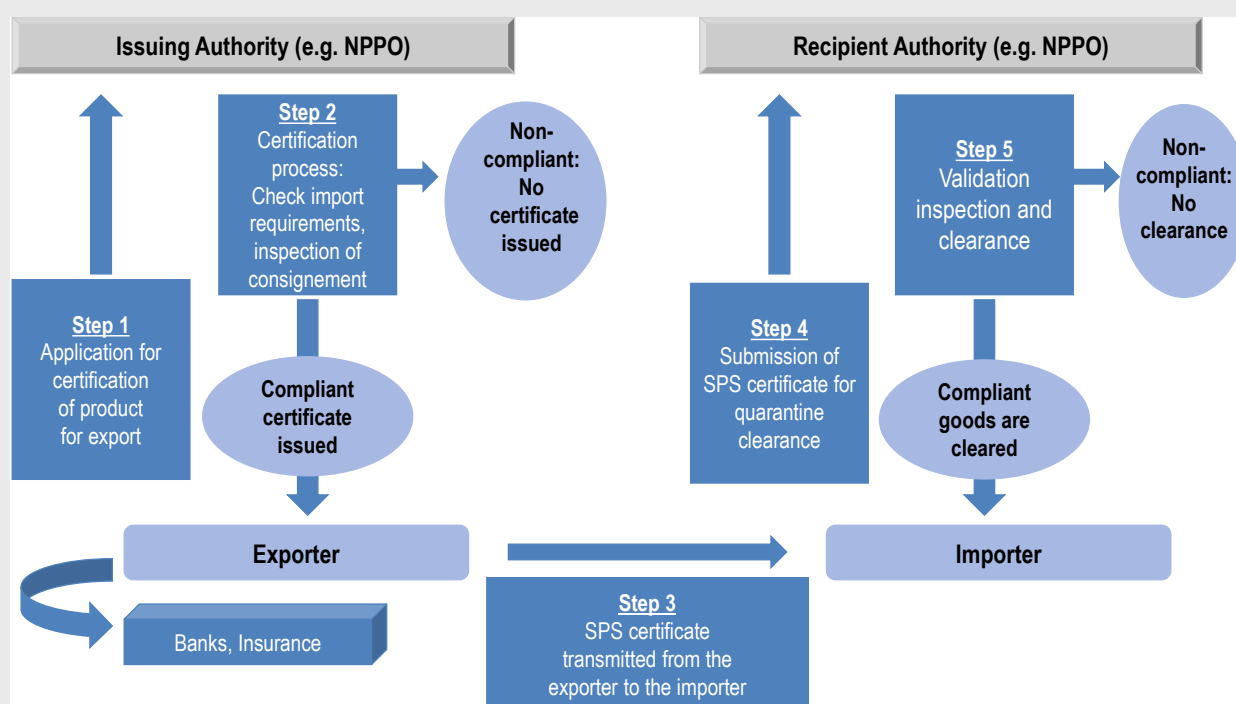 Issuing Authority (e.g. NPPO)
Recipient Authority (e.g. NPPO)
Step 1
Application for
certification
of product
for export
Step 2
Certification
process:
Check import
requirements,
inspection of
consignement
Non-
compliant:
No
certificate
issued
Compliant
certificate
issued
Exporter
Banks, Insurance
Step 3
SPS certificate
transmitted from the
exporter to the importer
Step 4
Submission of
SPS certificate for
quarantine
clearance
Step 5
Validation
inspection and
clearance
Non-
compliant:
No
clearance
Compliant
goods are
cleared
Importer